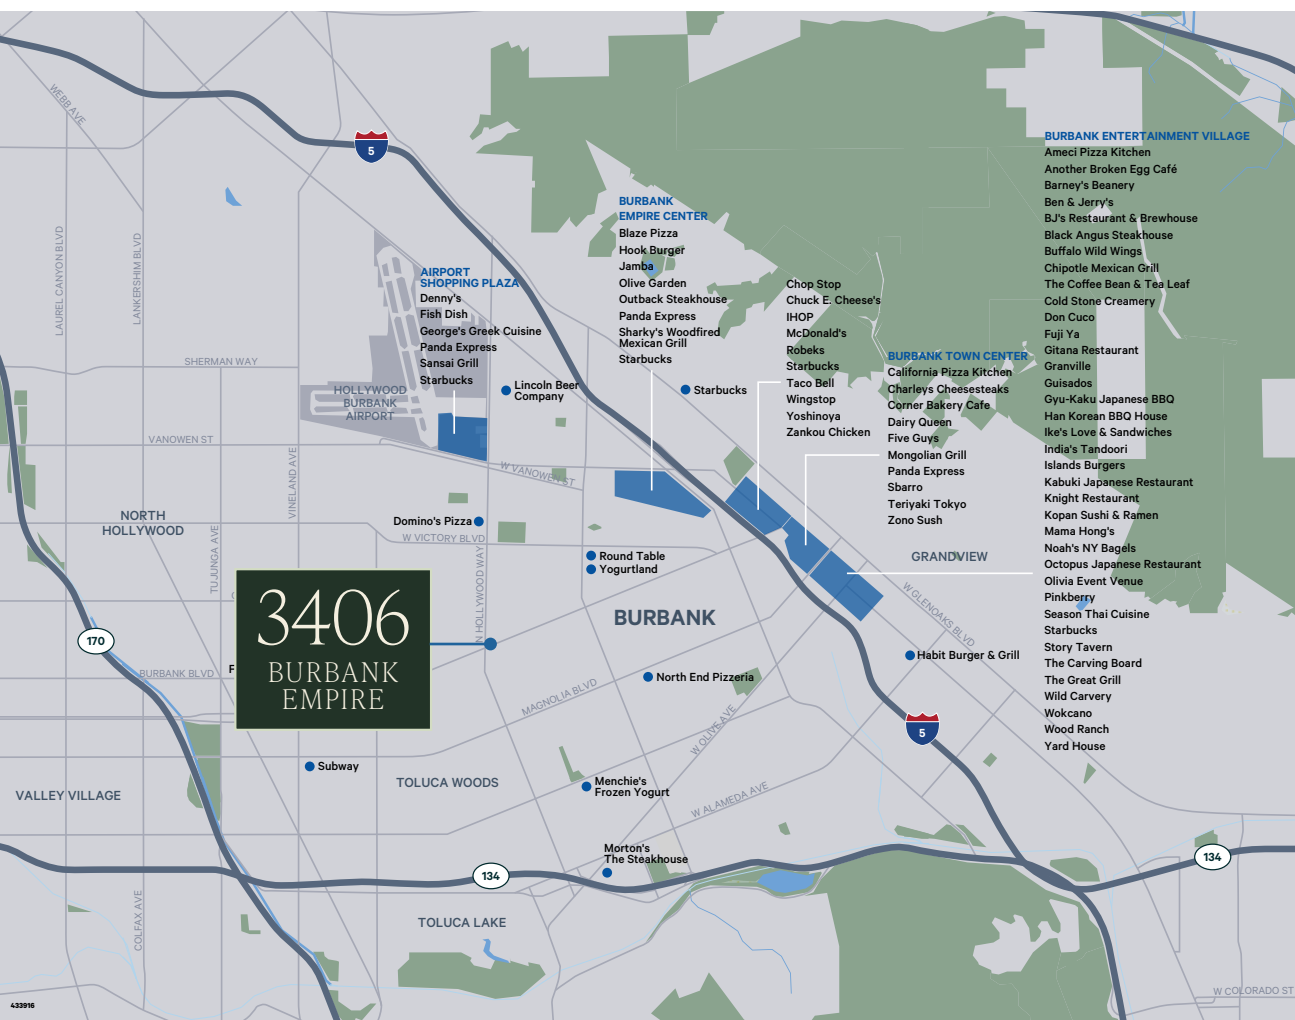 WEBB AVE
5
LAUREL CANYON BLVD
LANKERSHIM BLVD
SHERMAN WAY
VANOWEN ST
VINELAND AVE
TUJUNGA AVE
NORTH
HOLLYWOOD
HOLLYWOOD
BURBANK
AIRPORT
AIRPORT
SHOPPING PLAZA
Denny's
Fish Dish
George's Greek Cuisine
Panda Express
Sansai Grill
Starbucks
Lincoln Beer
Company
BURBANK
EMPIRE CENTER
Blaze Pizza
Hook Burger
Jamba
Olive Garden
Outback Steakhouse
Panda Express
Sharky's Woodfired
Mexican Grill
Starbucks
Starbucks
Chop Stop
Chuck E. Cheese's
IHOP
McDonald's
Robeks
Starbucks
Taco Bell
Wingstop
Yoshinoya
Zankou Chicken
BURBANK TOWN CENTER
California Pizza Kitchen
Charleys Cheesesteaks
Corner Bakery Cafe
Dairy Queen
Five Guys
Mongolian Grill
Panda Express
Sbarro
Teriyaki Tokyo
Zono Sush
BURBANK ENTERTAINMENT VILLAGE
Ameci Pizza Kitchen
Another Broken Egg Café
Barney's Beanery
Ben & Jerry's
BJ's Restaurant & Brewhouse
Black Angus Steakhouse
Buffalo Wild Wings
Chipotle Mexican Grill
The Coffee Bean & Tea Leaf
Cold Stone Creamery
Don Cuco
Fuji Ya
Gitana Restaurant
Granville
Guisados
Gyu-Kaku Japanese BBQ
Han Korean BBQ House
Ike's Love & Sandwiches
India's Tandoori
Islands Burgers
Kabuki Japanese Restaurant
Knight Restaurant
Kopan Sushi & Ramen
Mama Hong's
Noah's NY Bagels
Octopus Japanese Restaurant
Olivia Event Venue
Pinkberry
Season Thai Cuisine
Starbucks
Story Tavern
The Carving Board
The Great Grill
Wild Carvery
Wokcano
Wood Ranch
Yard House
W VANOWEN ST
Domino's Pizza
W VICTORY BLVD
N HOLLYWOOD WAY
Round Table
Yogurtland
GRANDVIEW
W GLENOAKS BLVD
BURBANK
3406
BURBANK
EMPIRE
170
BURBANK BLVD
F
Habit Burger & Grill
North End Pizzeria
MAGNOLIA BLVD
W OLIVE AVE
5
Subway
TOLUCA WOODS
VALLEY VILLAGE
Menchie's
Frozen Yogurt
W ALAMEDA AVE
Morton's
The Steakhouse
134
134
COLFAX AVE
TOLUCA LAKE
W COLORADO ST
433916